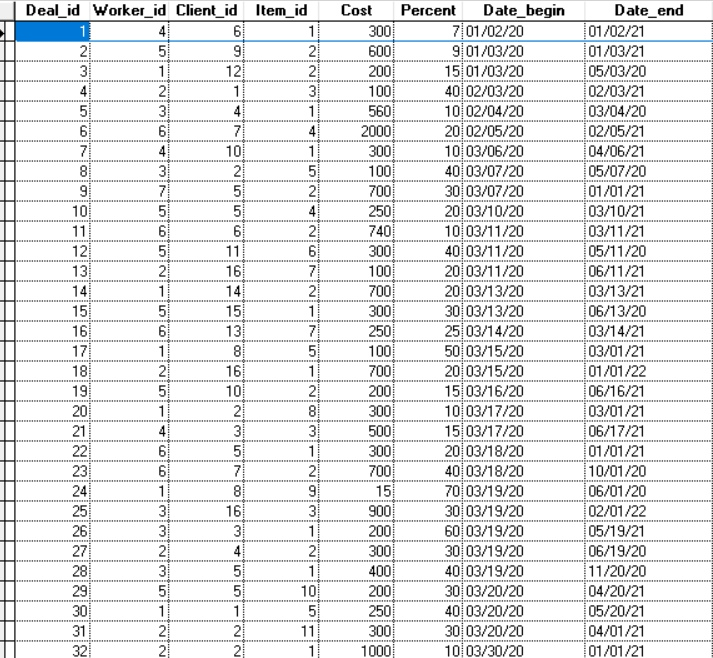 Deal_id Worker_id Client_id Item_id Cost Percent Date_begin Date_end
1 4 6 1 300 7 01/02/20 01/02/21
2 5 9 2 600 9 01/03/20 01/03/21
3 1 12 2 200 15 01/03/20 05/03/20
4 2 1 3 100 40 02/03/20 02/03/21
5 3 4 1 560 10 02/04/20 03/04/20
6 6 7 4 2000 20 02/05/20 02/05/21
7 4 10 1 300 10 03/06/20 04/06/21
8 3 2 5 100 40 03/07/20 05/07/20
9 7 5 2 700 30 03/07/20 01/01/21
10 5 5 4 250 20 03/10/20 03/10/21
11 6 6 2 740 10 03/11/20 03/11/21
12 5 11 6 300 40 03/11/20 05/11/20
13 2 16 7 100 20 03/11/20 06/11/21
14 1 14 2 700 20 03/13/20 03/13/21
15 5 15 1 300 30 03/13/20 06/13/20
16 6 13 7 250 25 03/14/20 03/14/21
17 1 8 5 100 50 03/15/20 03/01/21
18 2 16 1 700 20 03/15/20 01/01/22
19 5 10 2 200 15 03/16/20 06/16/21
20 1 2 8 300 10 03/17/20 03/01/21
21 4 3 3 500 15 03/17/20 06/17/21
22 6 5 1 300 20 03/18/20 01/01/21
23 6 7 2 700 40 03/18/20 10/01/20
24 1 8 9 15 70 03/19/20 06/01/20
25 3 16 3 900 30 03/19/20 02/01/22
26 3 3 1 200 60 03/19/20 05/19/21
27 2 4 2 300 30 03/19/20 06/19/20
28 3 5 1 400 40 03/19/20 11/20/20
29 5 5 10 200 30 03/20/20 04/20/21
30 1 1 5 250 40 03/20/20 05/20/21
31 2 2 11 300 30 03/20/20 04/01/21
32 2 2 1 1000 10 03/30/20 01/01/21